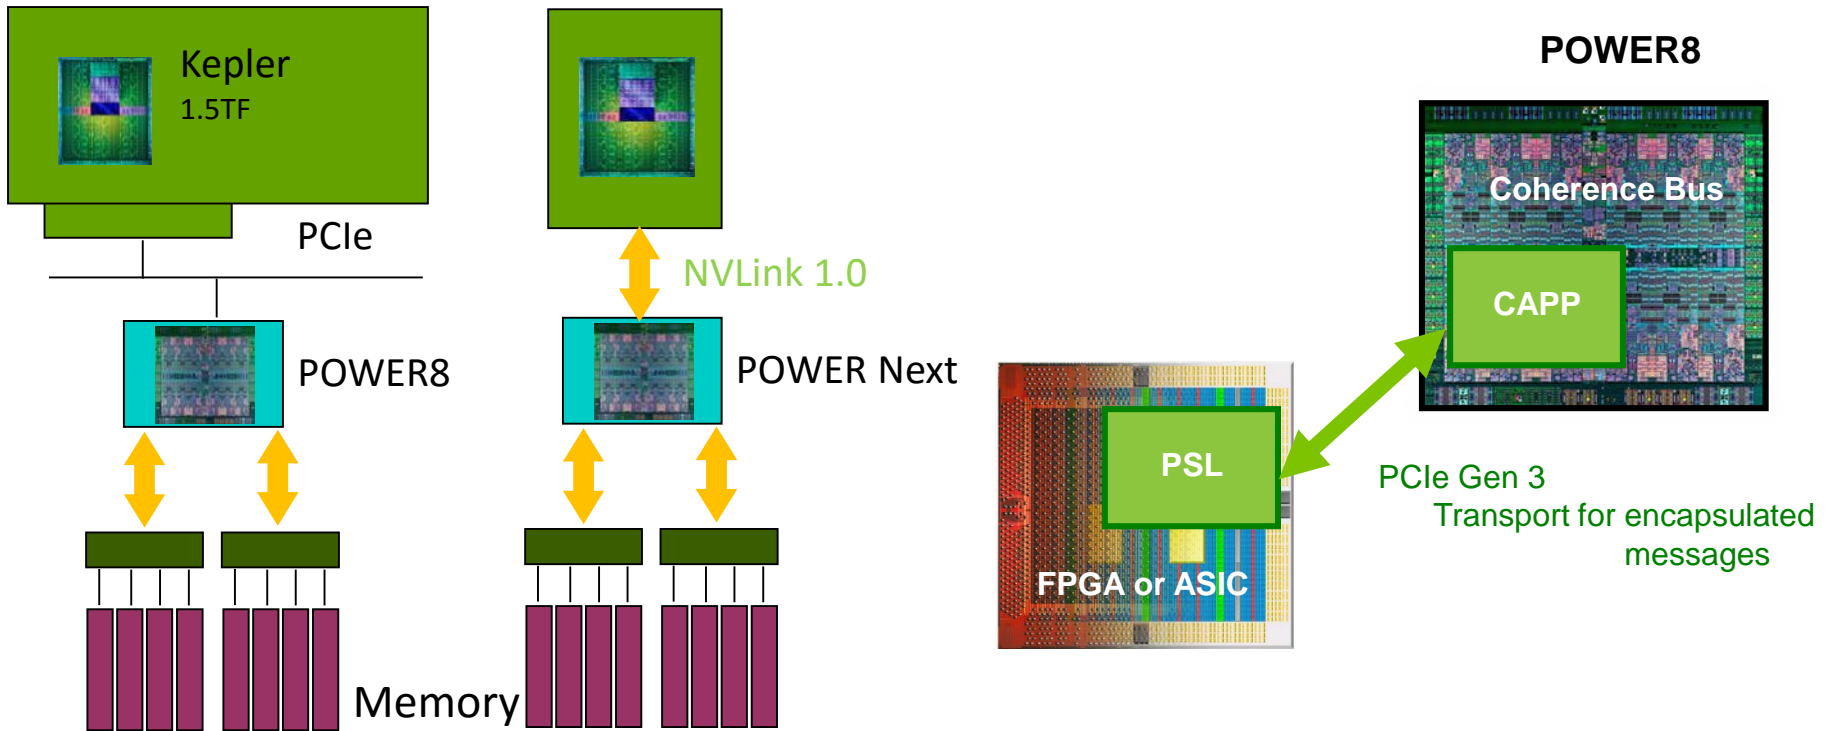 Kepler
1.5TF
PCIe
POWER8
NVLink 1.0
POWER Next
Memory
POWER8
Coherence Bus
CAPP
PSL
FPGA or ASIC
PCIe Gen 3
Transport for encapsulated
messages